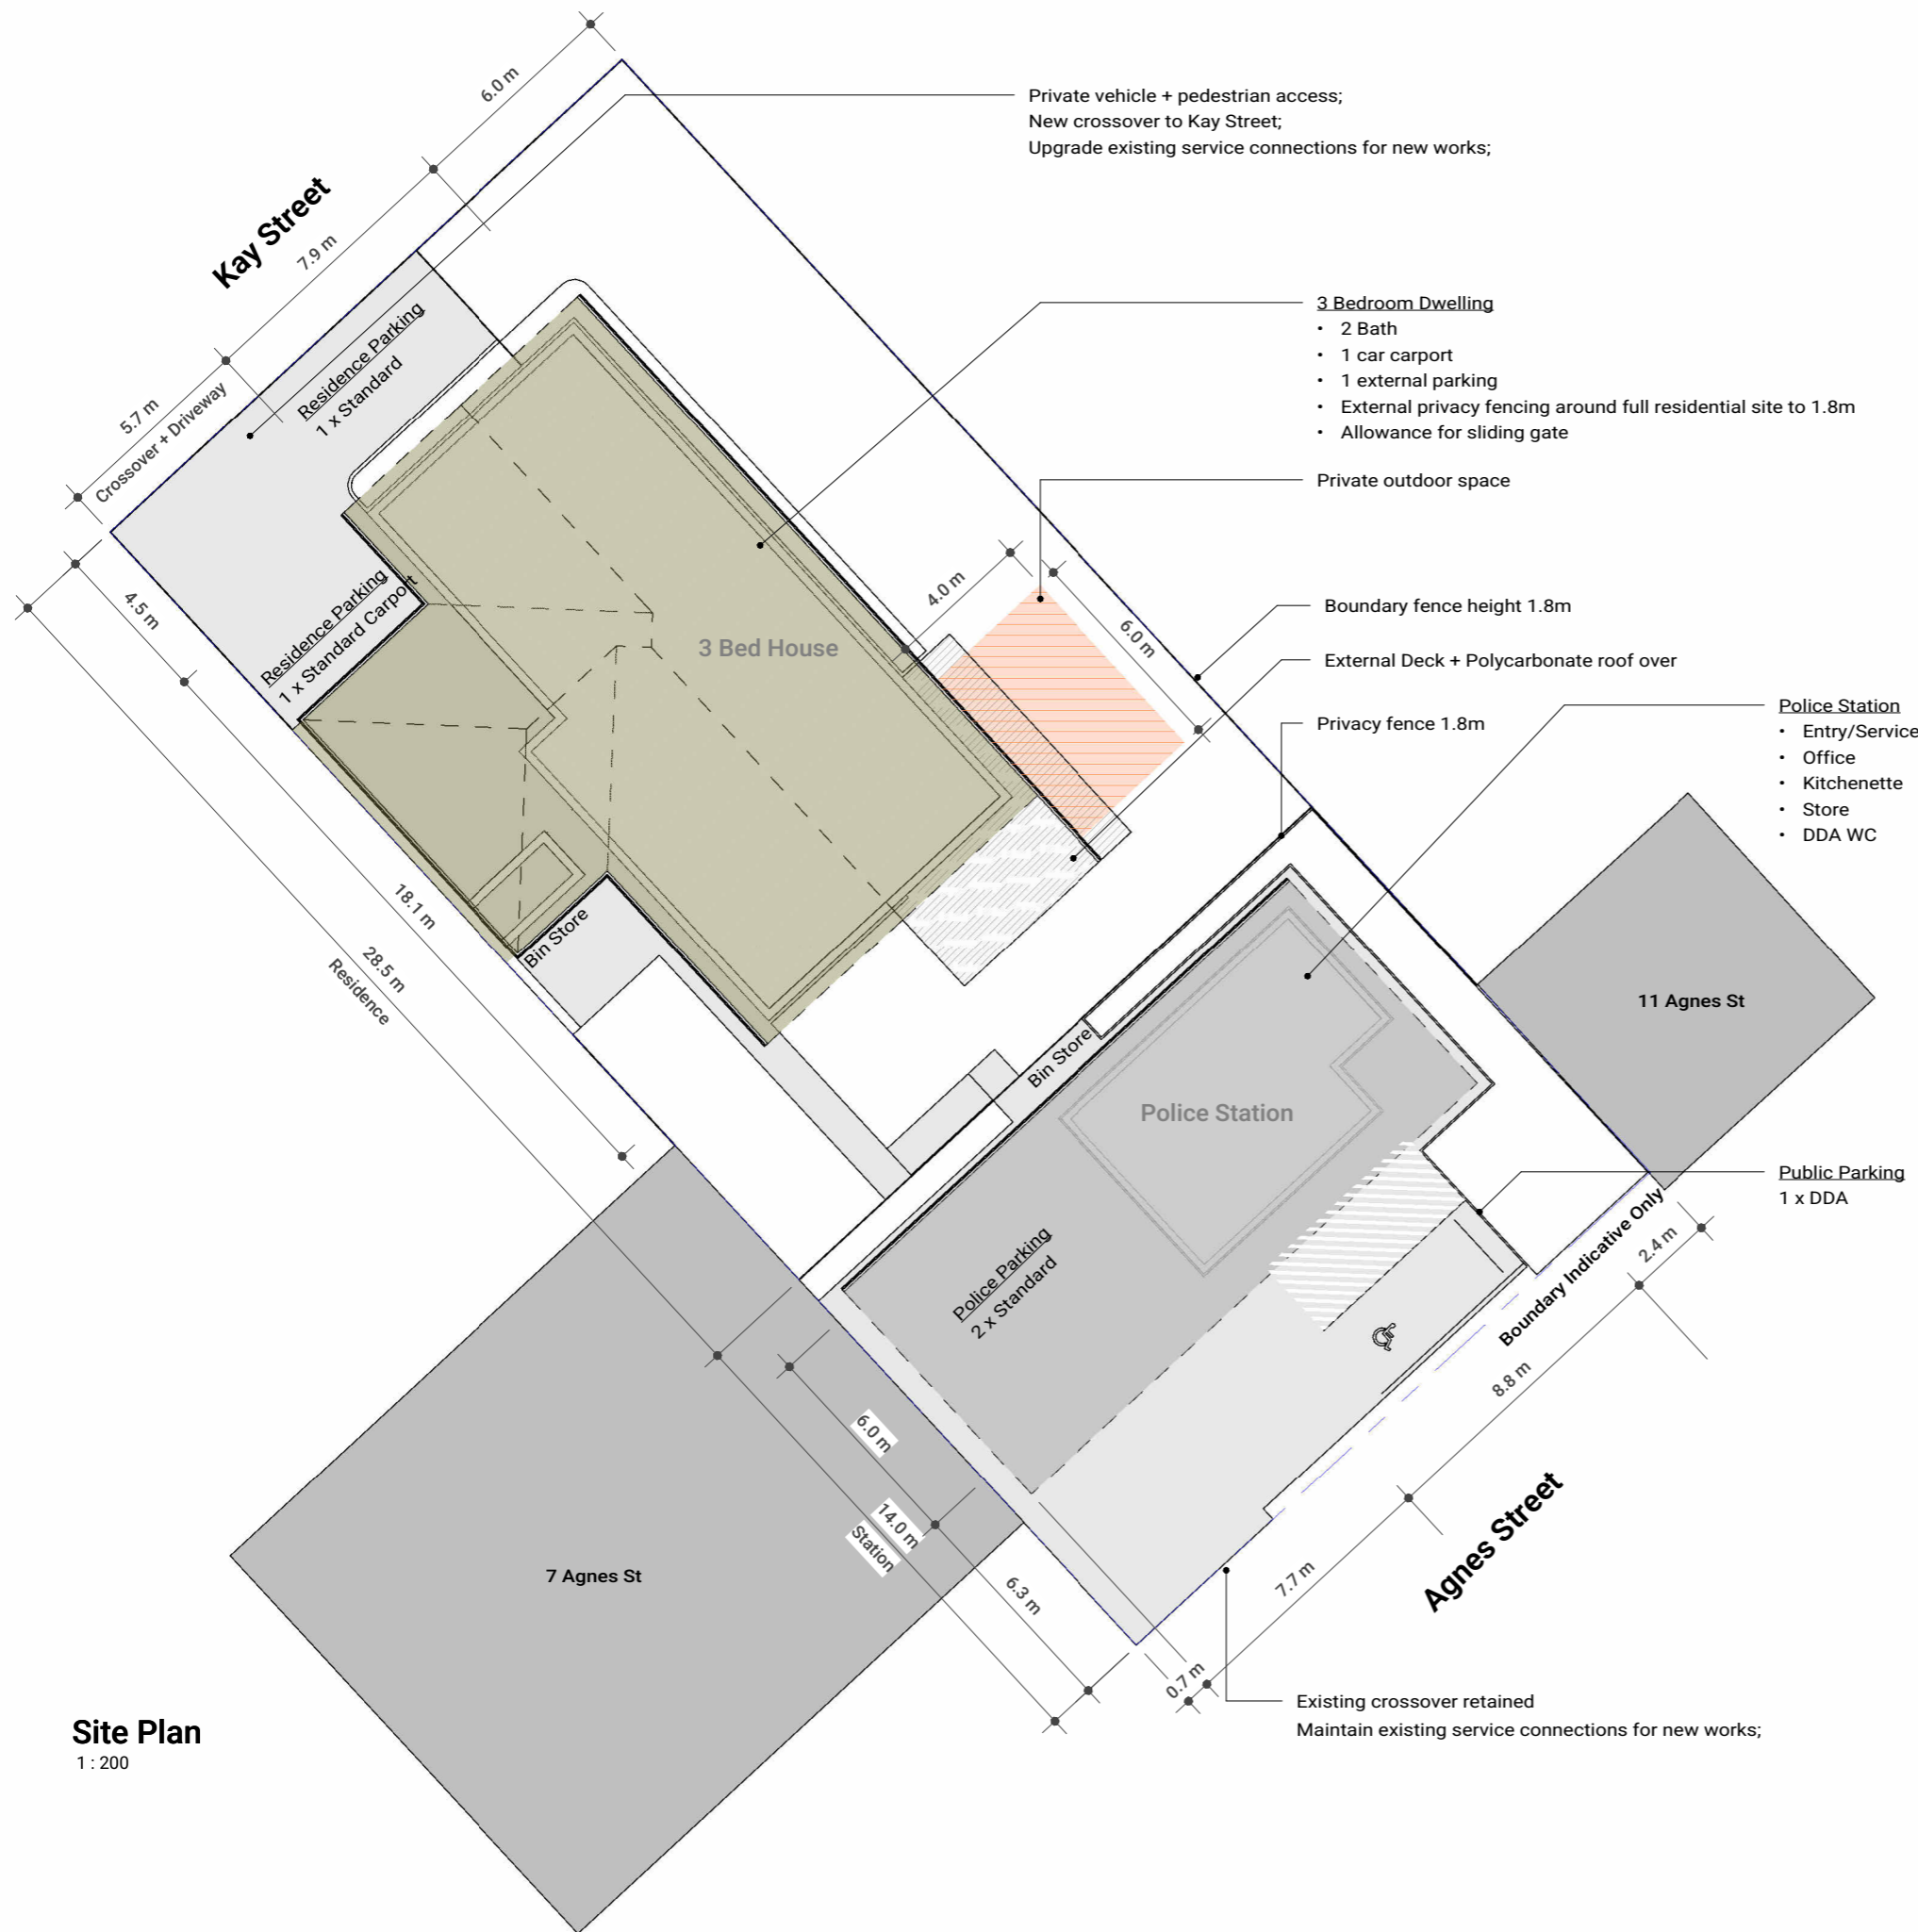 6.0 m
Private vehicle + pedestrian access;
New crossover to Kay Street;
Upgrade existing service connections for new works;
Kay Street
7.9 m
5.7 m
Crossover + Driveway
Residence Parking
1 x Standard
3 Bedroom Dwelling
• 2 Bath
• 1 car carport
• 1 external parking
• External privacy fencing around full residential site to 1.8m
• Allowance for sliding gate
Private outdoor space
4.5 m
Residence Parking
1 x Standard Carport
3 Bed House
4.0 m
6.0 m
Boundary fence height 1.8m
External Deck + Polycarbonate roof over
Privacy fence 1.8m
Police Station
• Entry/Service
• Office
• Kitchenette
• Store
• DDA WC
18.1 m
28.5 m
Residence
Bin Store
11 Agnes St
Bin Store
Police Station
Public Parking
1 x DDA
Boundary Indicative Only
2.4 m
Police Parking
2 x Standard
8.8 m
6.0 m
14.0 m
Station
7 Agnes St
6.3 m
7.7 m
Agnes Street
0.7 m
Existing crossover retained
Maintain existing service connections for new works;
Site Plan
1 : 200